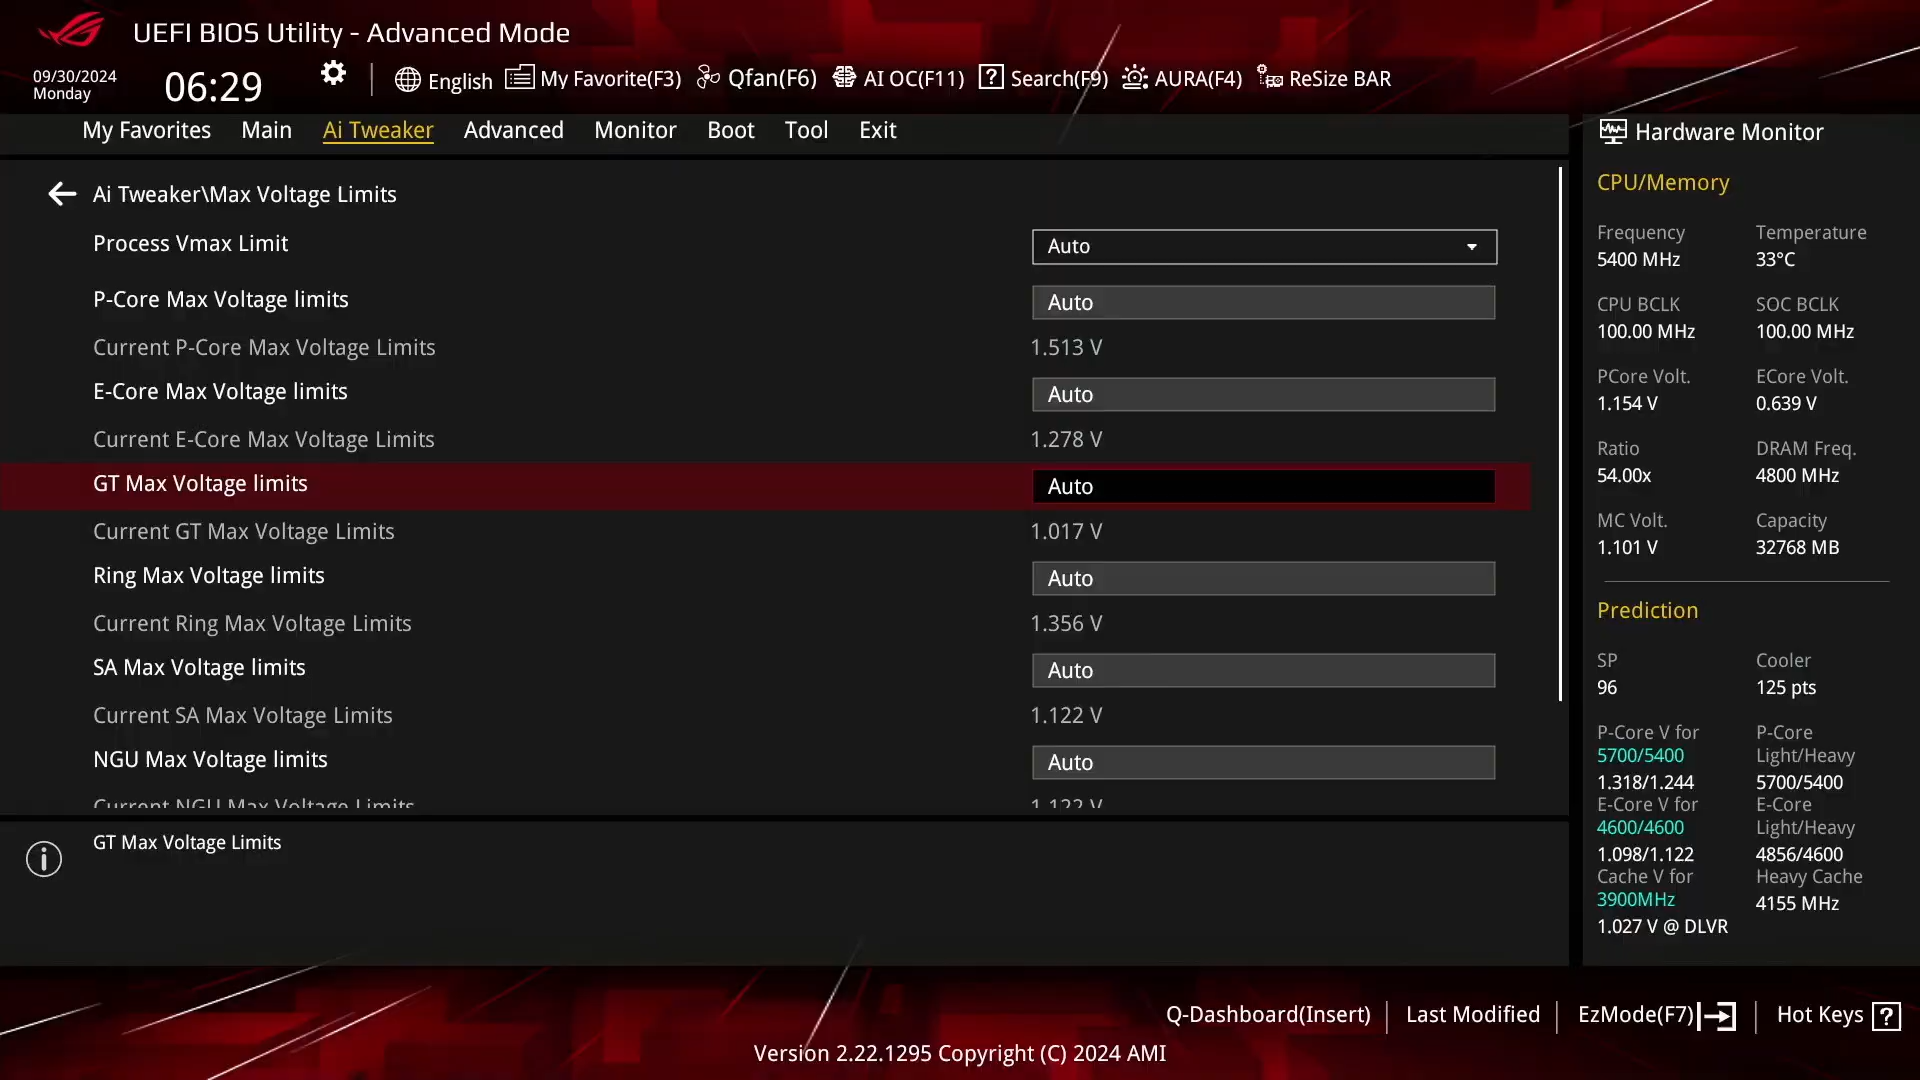 UEFI BIOS Utility - Advanced Mode
09/30/2024
Monday
06:29
English
My Favorite(F3)
Qfan(F6)
AI OC(F11)
Search(F9)
AURA(F4)
ReSize BAR
My Favorites
Main
Ai Tweaker
Advanced
Monitor
Boot
Tool
Exit
Ai Tweaker\Max Voltage Limits
Process Vmax Limit
Auto
P-Core Max Voltage limits
Auto
Current P-Core Max Voltage Limits
1.513 V
E-Core Max Voltage limits
Auto
Current E-Core Max Voltage Limits
1.278 V
GT Max Voltage limits
Auto
Current GT Max Voltage Limits
1.017 V
Ring Max Voltage limits
Auto
Current Ring Max Voltage Limits
1.356 V
SA Max Voltage limits
Auto
Current SA Max Voltage Limits
1.122 V
NGU Max Voltage limits
Auto
Current NGU Max Voltage Limits
1.122 V
GT Max Voltage Limits
Hardware Monitor
CPU/Memory
Frequency
Temperature
5400 MHz
33°C
CPU BCLK
SOC BCLK
100.00 MHz
100.00 MHz
PCore Volt.
ECore Volt.
1.154 V
0.639 V
Ratio
DRAM Freq.
54.00x
4800 MHz
MC Volt.
Capacity
1.101 V
32768 MB
Prediction
SP
Cooler
96
125 pts
P-Core V for
P-Core
5700/5400
Light/Heavy
1.318/1.244
5700/5400
E-Core V for
E-Core
4600/4600
Light/Heavy
1.098/1.122
4856/4600
Cache V for
Heavy Cache
3900MHz
4155 MHz
1.027 V @ DLVR
Q-Dashboard(Insert)
Last Modified
EzMode(F7)
Hot Keys
?
Version 2.22.1295 Copyright (C) 2024 AMI